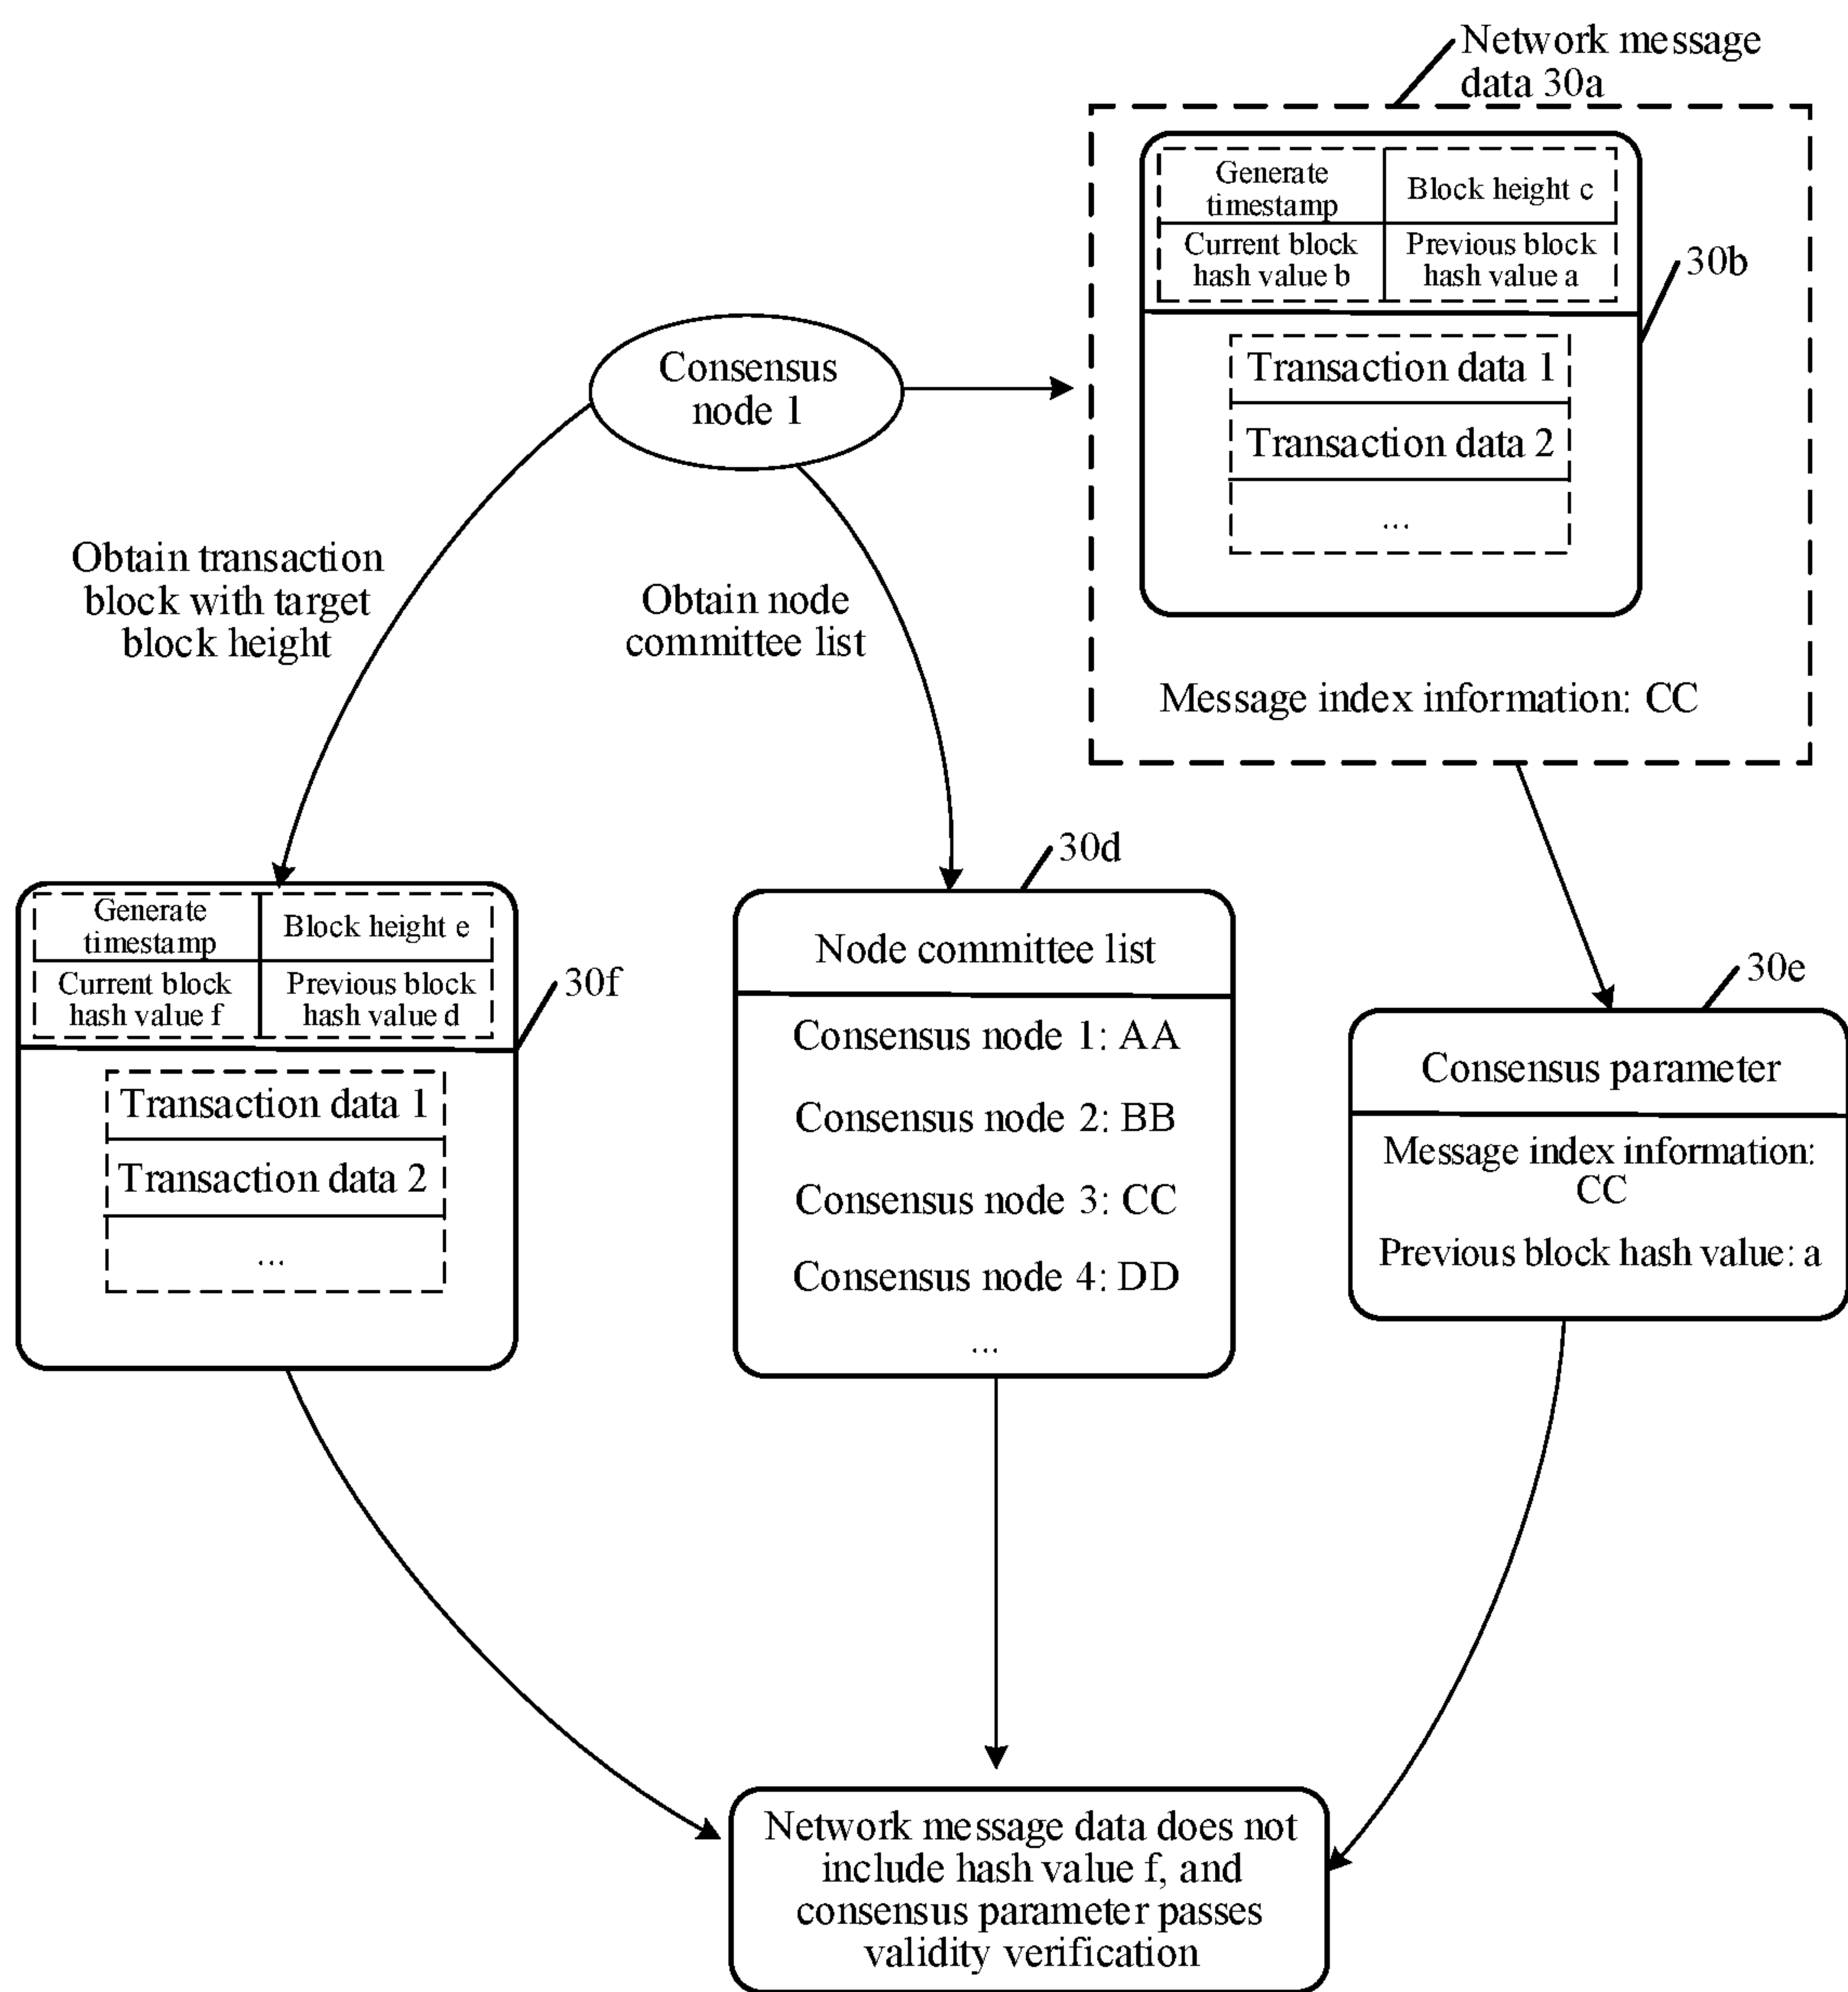 Network message
data 30a
Generate
timestamp
Block height c
Current block
hash value b
Previous block
hash value a
30b
Transaction data 1
Transaction data 2
...
Message index information: CC
Consensus
node 1
Obtain transaction
block with target
block height
Obtain node
committee list
Generate
timestamp
Block height e
Current block
hash value f
Previous block
hash value d
30f
Transaction data 1
Transaction data 2
...
30d
Node committee list
Consensus node 1: AA
Consensus node 2: BB
Consensus node 3: CC
Consensus node 4: DD
...
30e
Consensus parameter
Message index information:
CC
Previous block hash value: a
Network message data does not
include hash value f, and
consensus parameter passes
validity verification